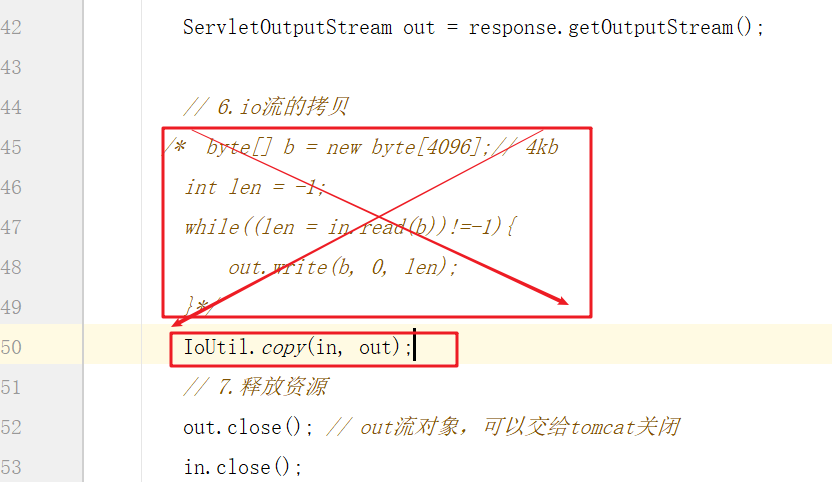 42 ServletOutputStream out = response.getOutputStream();
43
44 // 6.io流的拷贝
45 /* byte[] b = new byte[4096];// 4kb
46 int len = -1;
47 while((len = in.read(b))!=-1){
48 out.write(b, 0, len);
49 }*/
50 IoUtil.copy(in, out);
51 // 7.释放资源
52 out.close(); // out流对象，可以交给tomcat关闭
53 in.close();